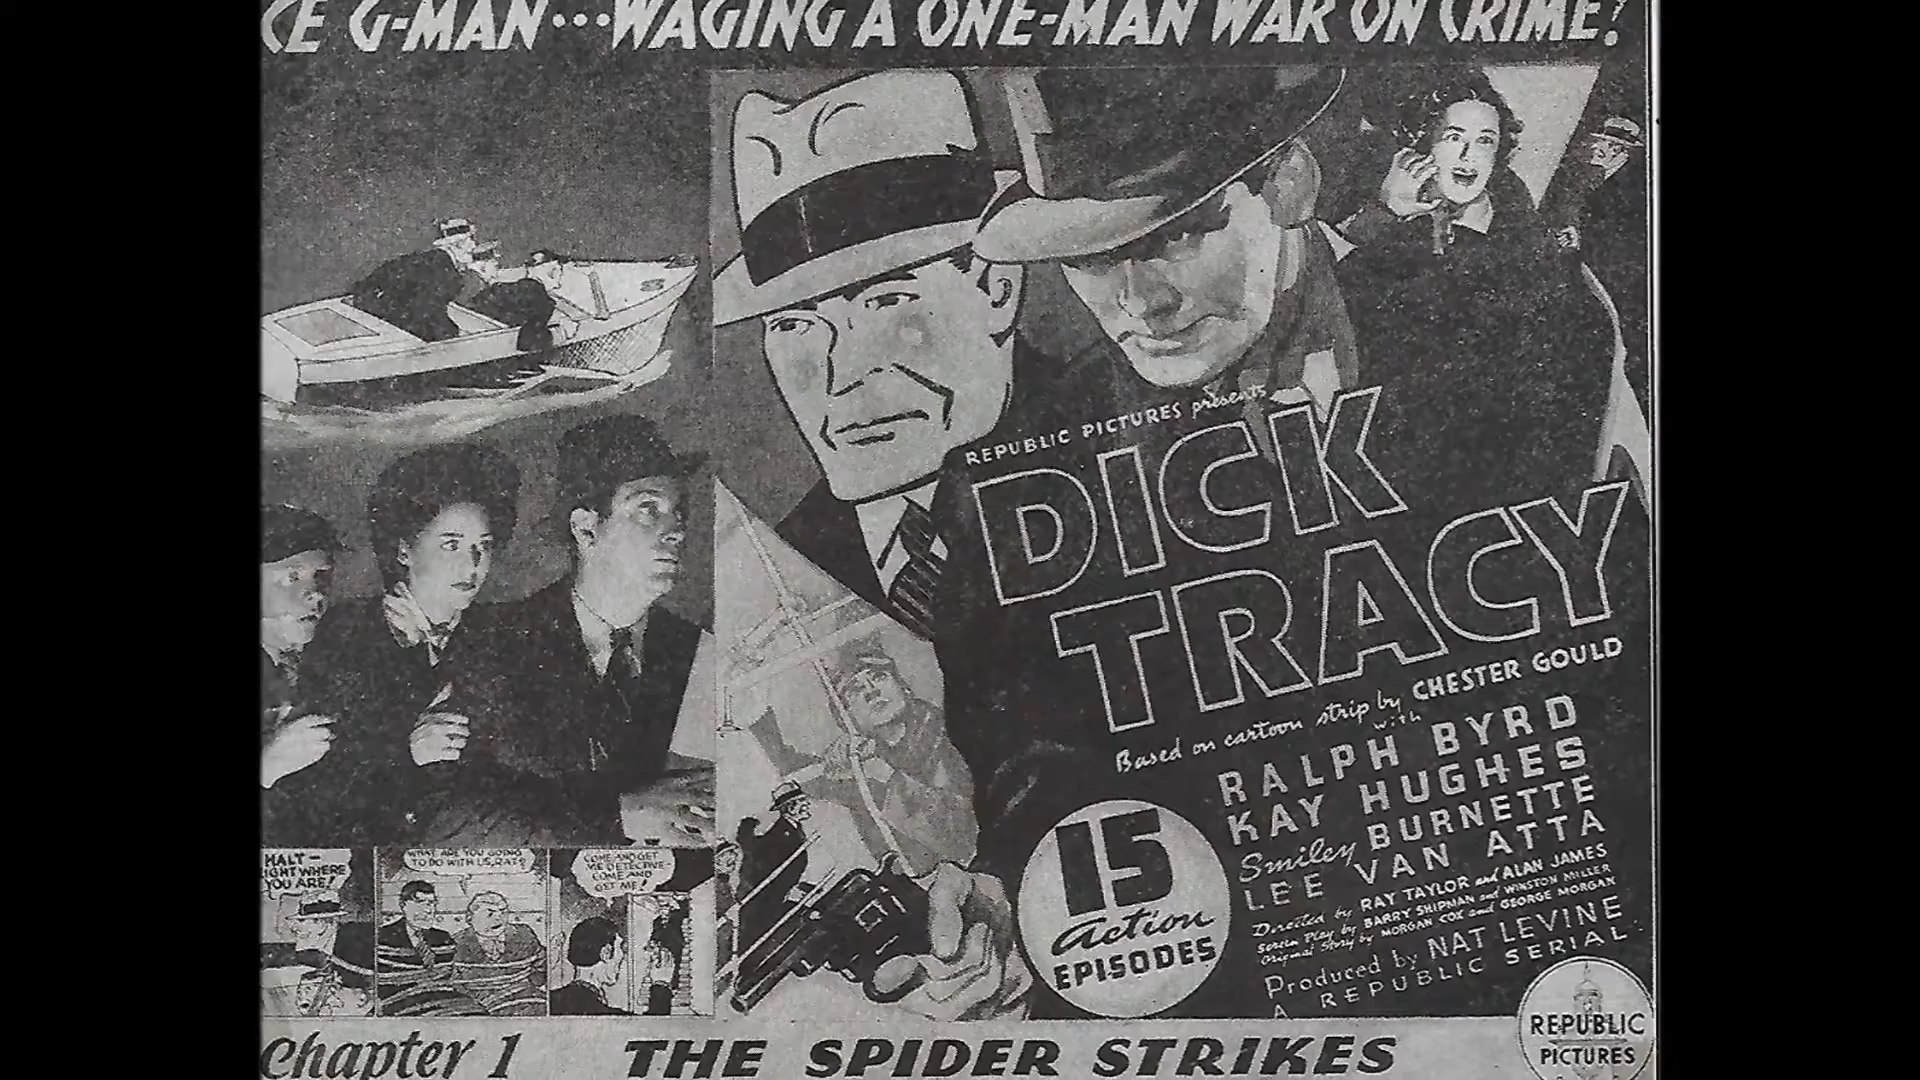 CE G-MAN...WAGING A ONE-MAN WAR ON CRIME!
REPUBLIC PICTURES presents
DICK
TRACY
Based on cartoon strip by CHESTER GOULD
with
RALPH BYRD
KAY HUGHES
Smiley BURNETTE
LEE VAN ATTA
Directed by RAY TAYLOR and ALAN JAMES
Screen Play by BARRY SHIPMAN and WINSTON MILLER
Original Story by MORGAN COX and GEORGE MORGAN
Produced by NAT LEVINE
A REPUBLIC SERIAL
15
Action
EPISODES
HALT-
IGHT WHERE
YOU ARE!
WHAT ARE YOU GOING
TO DO WITH US, RAT?
COME AND GET
ME DETECTIVE-
COME AND
GET ME!
REPUBLIC
PICTURES
Chapter 1 THE SPIDER STRIKES